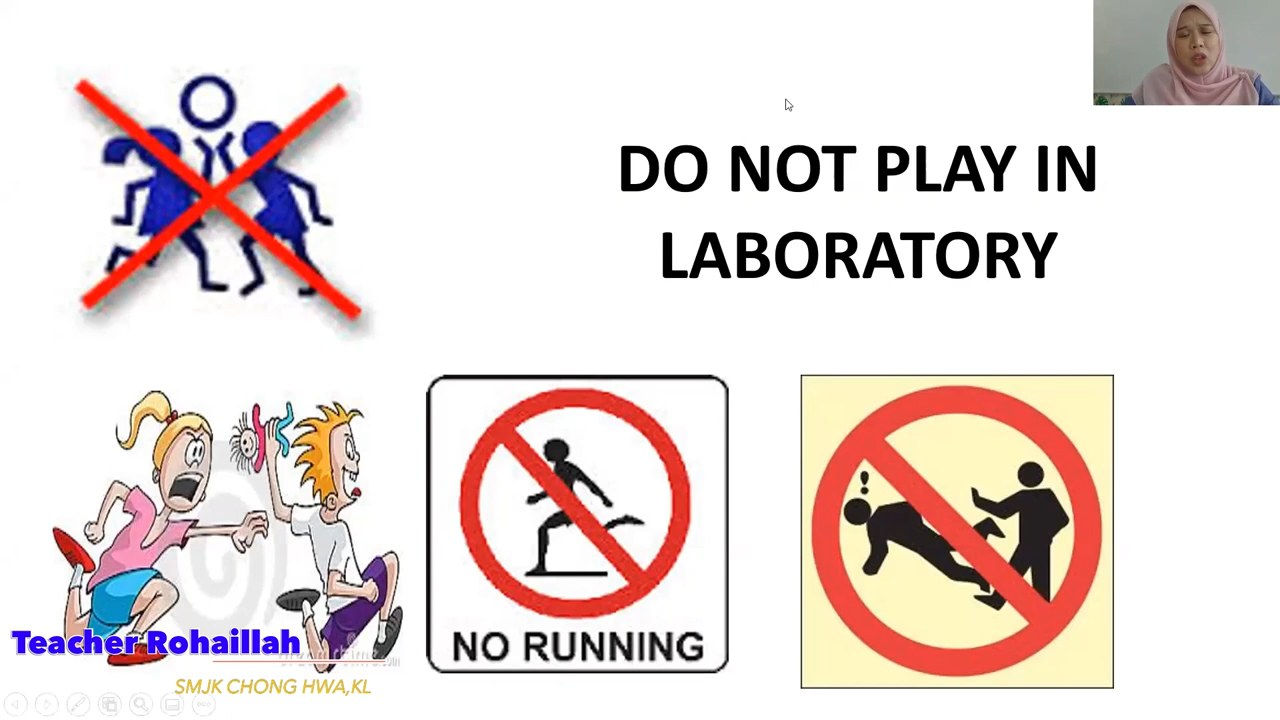 DO NOT PLAY IN
LABORATORY
NO RUNNING
Teacher Rohaillah
SMJK CHONG HWA,KL